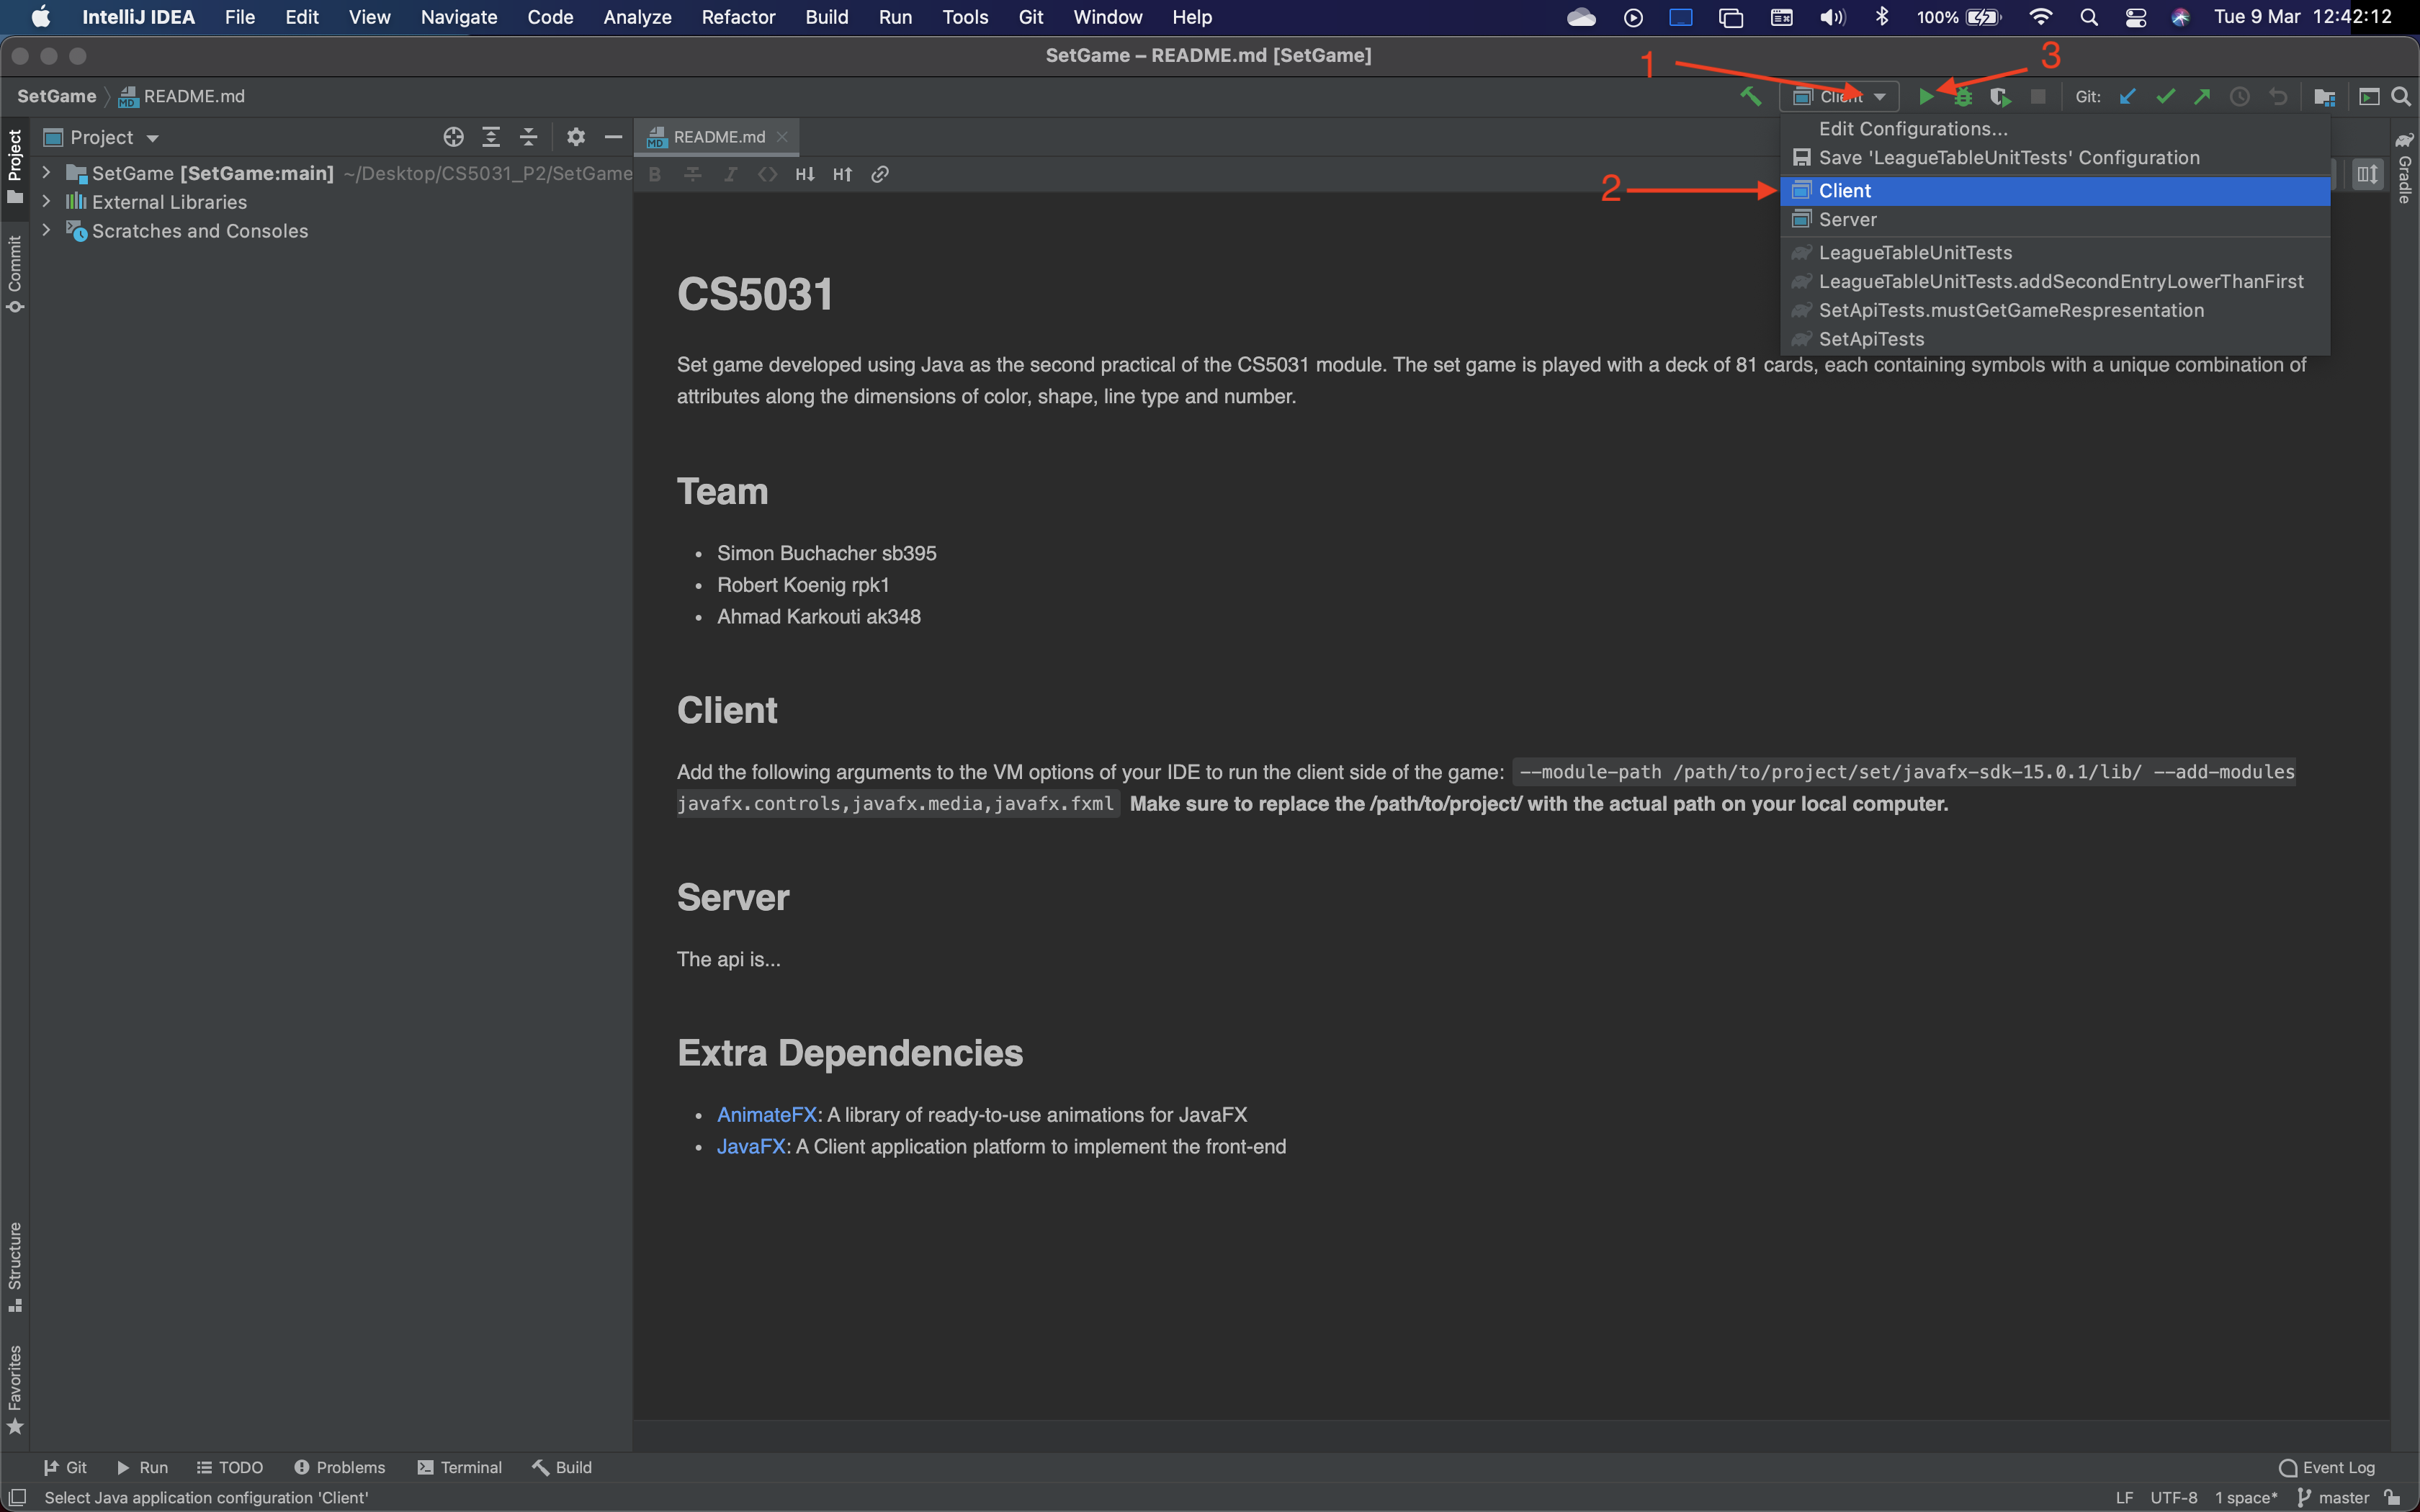 IntelliJ IDEA File Edit View Navigate Code Analyze Refactor Build Run Tools Git Window Help 100% Tue 9 Mar 12:42:12
SetGame – README.md [SetGame]
1 3
SetGame README.md Client Git:
Project README.md
Edit Configurations...
Save 'LeagueTableUnitTests' Configuration
2
Client
Server
LeagueTableUnitTests
LeagueTableUnitTests.addSecondEntryLowerThanFirst
SetApiTests.mustGetGameRespresentation
SetApiTests
Project
Commit
Structure
Favorites
Gradle
SetGame [SetGame:main] ~/Desktop/CS5031_P2/SetGame
External Libraries
Scratches and Consoles
CS5031
Set game developed using Java as the second practical of the CS5031 module. The set game is played with a deck of 81 cards, each containing symbols with a unique combination of
attributes along the dimensions of color, shape, line type and number.
Team
• Simon Buchacher sb395
• Robert Koenig rpk1
• Ahmad Karkouti ak348
Client
Add the following arguments to the VM options of your IDE to run the client side of the game: --module-path /path/to/project/set/javafx-sdk-15.0.1/lib/ --add-modules
javafx.controls,javafx.media,javafx.fxml Make sure to replace the /path/to/project/ with the actual path on your local computer.
Server
The api is...
Extra Dependencies
• AnimateFX: A library of ready-to-use animations for JavaFX
• JavaFX: A Client application platform to implement the front-end
Git Run TODO Problems Terminal Build Event Log
Select Java application configuration 'Client' LF UTF-8 1 space* master